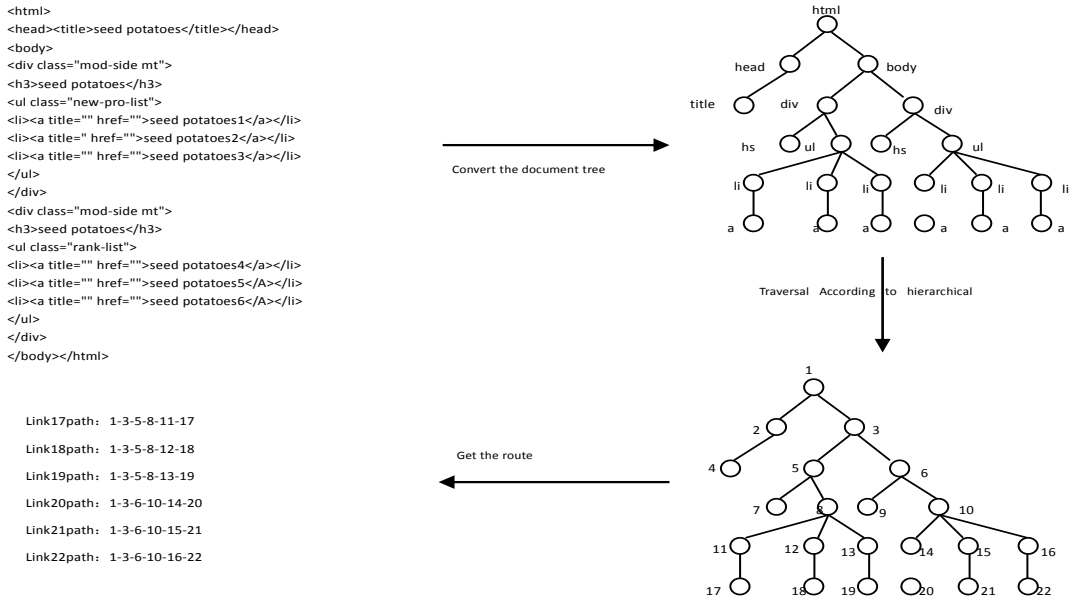 <html>
<head><title>seed potatoes</title></head>
<body>
<div class="mod-side mt">
<h3>seed potatoes</h3>
<ul class="new-pro-list">
<li><a title="" href="">seed potatoes1</a></li>
<li><a title=" href="">seed potatoes2</a></li>
<li><a title="" href="">seed potatoes3</a></li>
</ul>
</div>
<div class="mod-side mt">
<h3>seed potatoes</h3>
<ul class="rank-list">
<li><a title="" href="">seed potatoes4</a></li>
<li><a title="" href="">seed potatoes5</A></li>
<li><a title="" href="">seed potatoes6</A></li>
</ul>
</div>
</body></html>
Convert the document tree
html
head body
title div div
hs ul hs ul
li li li li li li
a a a a a a
Traversal According to hierarchical
1
2 3
4 5 6
7 8 9 10
11 12 13 14 15 16
17 18 19 20 21 22
Get the route
Link17path: 1-3-5-8-11-17
Link18path: 1-3-5-8-12-18
Link19path: 1-3-5-8-13-19
Link20path: 1-3-6-10-14-20
Link21path: 1-3-6-10-15-21
Link22path: 1-3-6-10-16-22